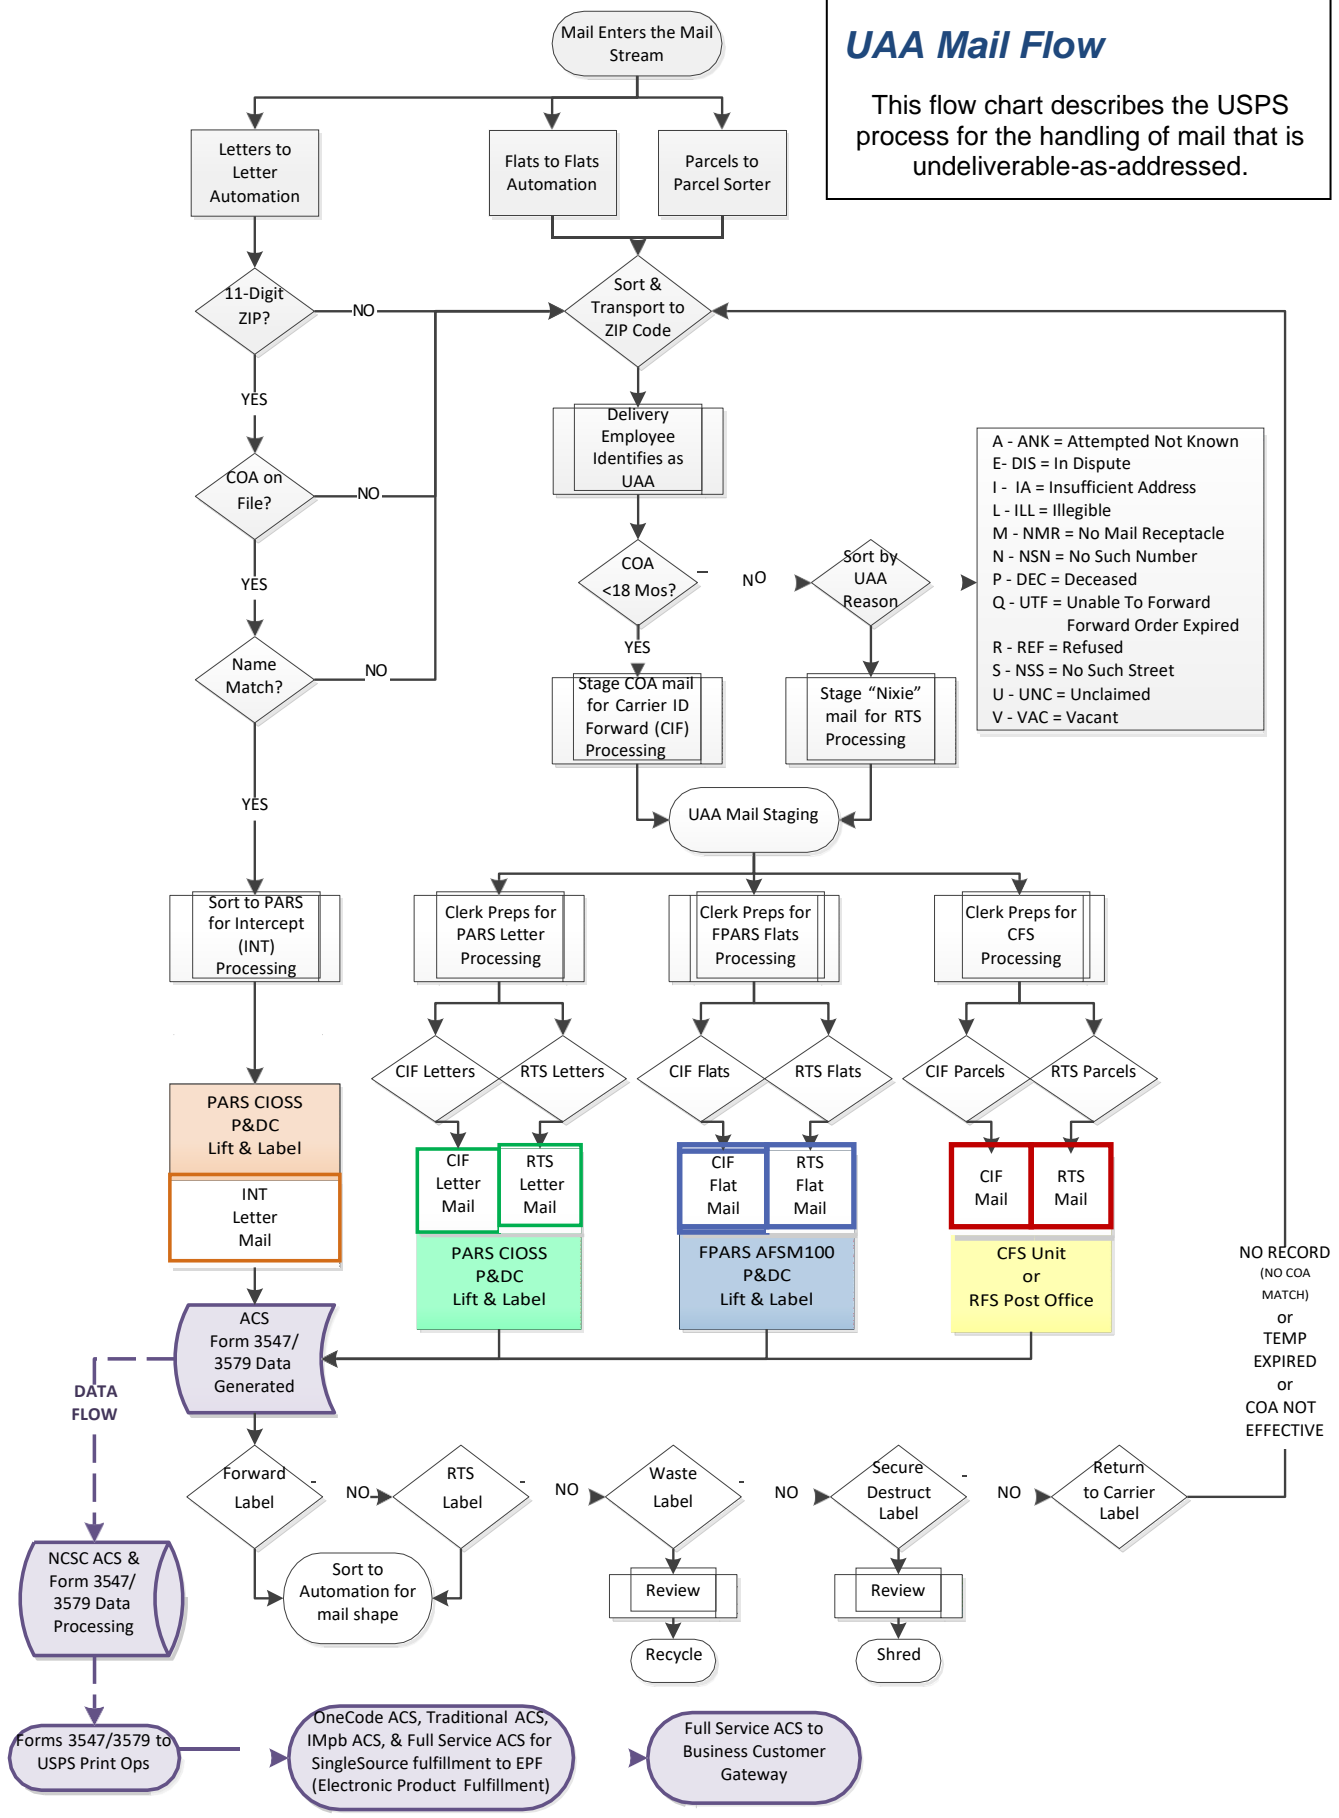 UAA Mail Flow
This flow chart describes the USPS
process for the handling of mail that is
undeliverable-as-addressed.
Mail Enters the Mail
Stream
Letters to
Letter
Automation
Flats to Flats
Automation
Parcels to
Parcel Sorter
11-Digit
ZIP?
NO
Sort &
Transport to
ZIP Code
YES
COA on
File?
NO
YES
Name
Match?
NO
YES
Delivery
Employee
Identifies as
UAA
COA
<18 Mos?
NO
Sort by
UAA
Reason
A - ANK = Attempted Not Known
E- DIS = In Dispute
I - IA = Insufficient Address
L - ILL = Illegible
M - NMR = No Mail Receptacle
N - NSN = No Such Number
P - DEC = Deceased
Q - UTF = Unable To Forward
Forward Order Expired
R - REF = Refused
S - NSS = No Such Street
U - UNC = Unclaimed
V - VAC = Vacant
YES
Stage COA mail
for Carrier ID
Forward (CIF)
Processing
Stage “Nixie”
mail for RTS
Processing
UAA Mail Staging
Sort to PARS
for Intercept
(INT)
Processing
Clerk Preps for
PARS Letter
Processing
Clerk Preps for
FPARS Flats
Processing
Clerk Preps for
CFS
Processing
CIF Letters
RTS Letters
CIF Flats
RTS Flats
CIF Parcels
RTS Parcels
PARS CIOSS
P&DC
Lift & Label
INT
Letter
Mail
CIF
Letter
Mail
RTS
Letter
Mail
PARS CIOSS
P&DC
Lift & Label
CIF
Flat
Mail
RTS
Flat
Mail
FPARS AFSM100
P&DC
Lift & Label
CIF
Mail
RTS
Mail
CFS Unit
or
RFS Post Office
NO RECORD
(NO COA
MATCH)
or
TEMP
EXPIRED
or
COA NOT
EFFECTIVE
ACS
Form 3547/
3579 Data
Generated
DATA
FLOW
Forward
Label
NO
RTS
Label
NO
Waste
Label
NO
Secure
Destruct
Label
NO
Return
to Carrier
Label
Sort to
Automation for
mail shape
Review
Review
Recycle
Shred
NCSC ACS &
Form 3547/
3579 Data
Processing
Forms 3547/3579 to
USPS Print Ops
OneCode ACS, Traditional ACS,
IMpb ACS, & Full Service ACS for
SingleSource fulfillment to EPF
(Electronic Product Fulfillment)
Full Service ACS to
Business Customer
Gateway